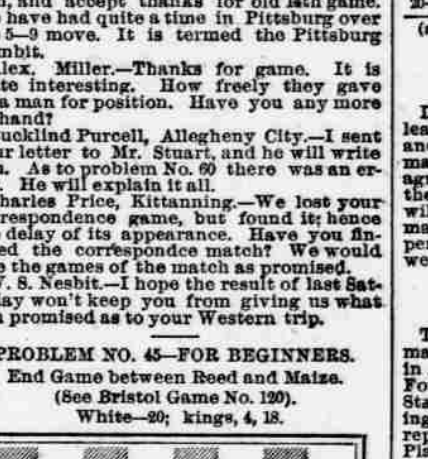 and accept thanks for old 14th game.
have had quite a time in Pittsburg over
5—9 move. It is termed the Pittsburg
mbit.
lex. Miller.—Thanks for game. It is
te interesting. How freely they gave
a man for position. Have you any more
hand?
ucklind Purcell, Allegheny City.—I sent
ur letter to Mr. Stuart, and he will write
. As to problem No. 60 there was an er-
. He will explain it all.
harles Price, Kittanning.—We lost your
respondence game, but found it; hence
delay of its appearance. Have you fin-
ed the correspondce match? We would
e the games of the match as promised.
. S. Nesbit.—I hope the result of last Sat-
ay won't keep you from giving us what
promised as to your Western trip.
PROBLEM NO. 45—FOR BEGINNERS.
End Game between Reed and Maize.
(See Bristol Game No. 120).
White—20; kings, 4, 18.